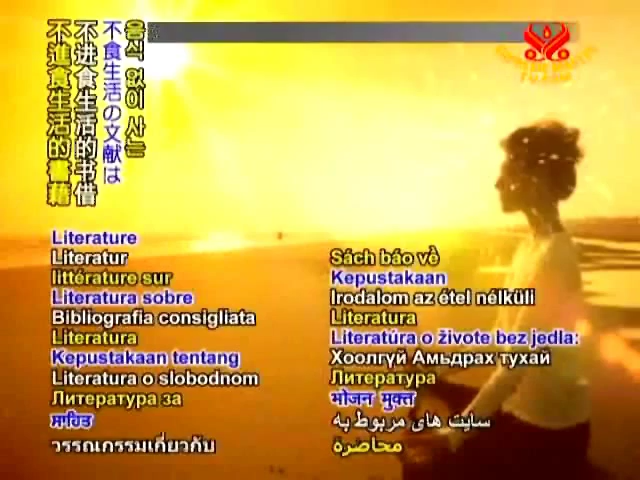 음식 없이 사는
不食生活の文献は
不进食生活的书借
不進食生活的書籍
Literature
Literatur
littérature sur
Literatura sobre
Bibliografia consigliata
Literatura
Kepustakaan tentang
Literatura o slobodnom
Литература за
ਸਾਹਿਤ
วรรณกรรมเกี่ยวกับ
Sách báo về
Kepustakaan
Irodalom az étel nélküli
Literatura
Literatúra o živote bez jedla:
Хоолгүй Амьдрах тухай
Литература
भोजन मुक्त
سایت های مربوط به
محاضرة